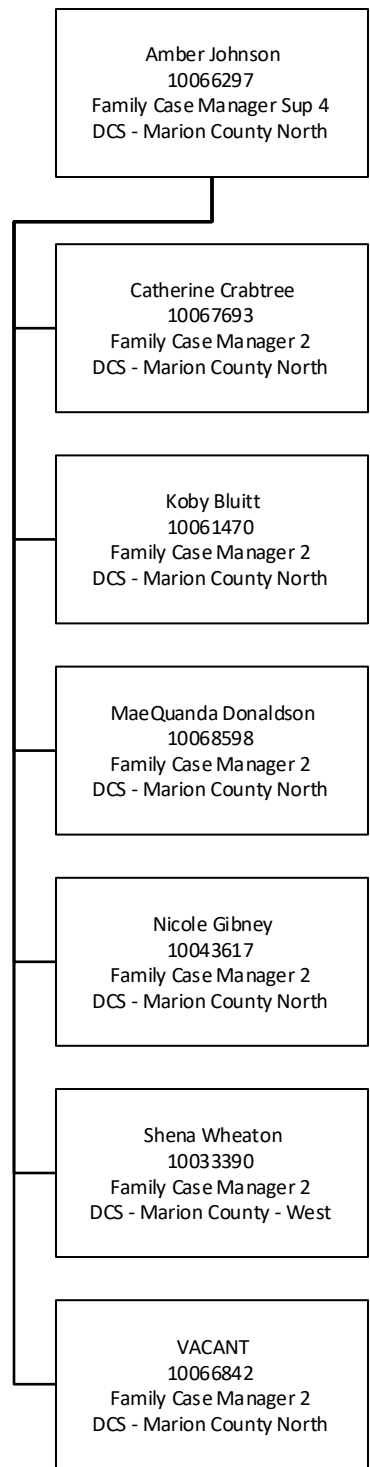 Amber Johnson
10066297
Family Case Manager Sup 4
DCS - Marion County North
Catherine Crabtree
10067693
Family Case Manager 2
DCS - Marion County North
Koby Bluitt
10061470
Family Case Manager 2
DCS - Marion County North
MaeQuanda Donaldson
10068598
Family Case Manager 2
DCS - Marion County North
Nicole Gibney
10043617
Family Case Manager 2
DCS - Marion County North
Shena Wheaton
10033390
Family Case Manager 2
DCS - Marion County - West
VACANT
10066842
Family Case Manager 2
DCS - Marion County North